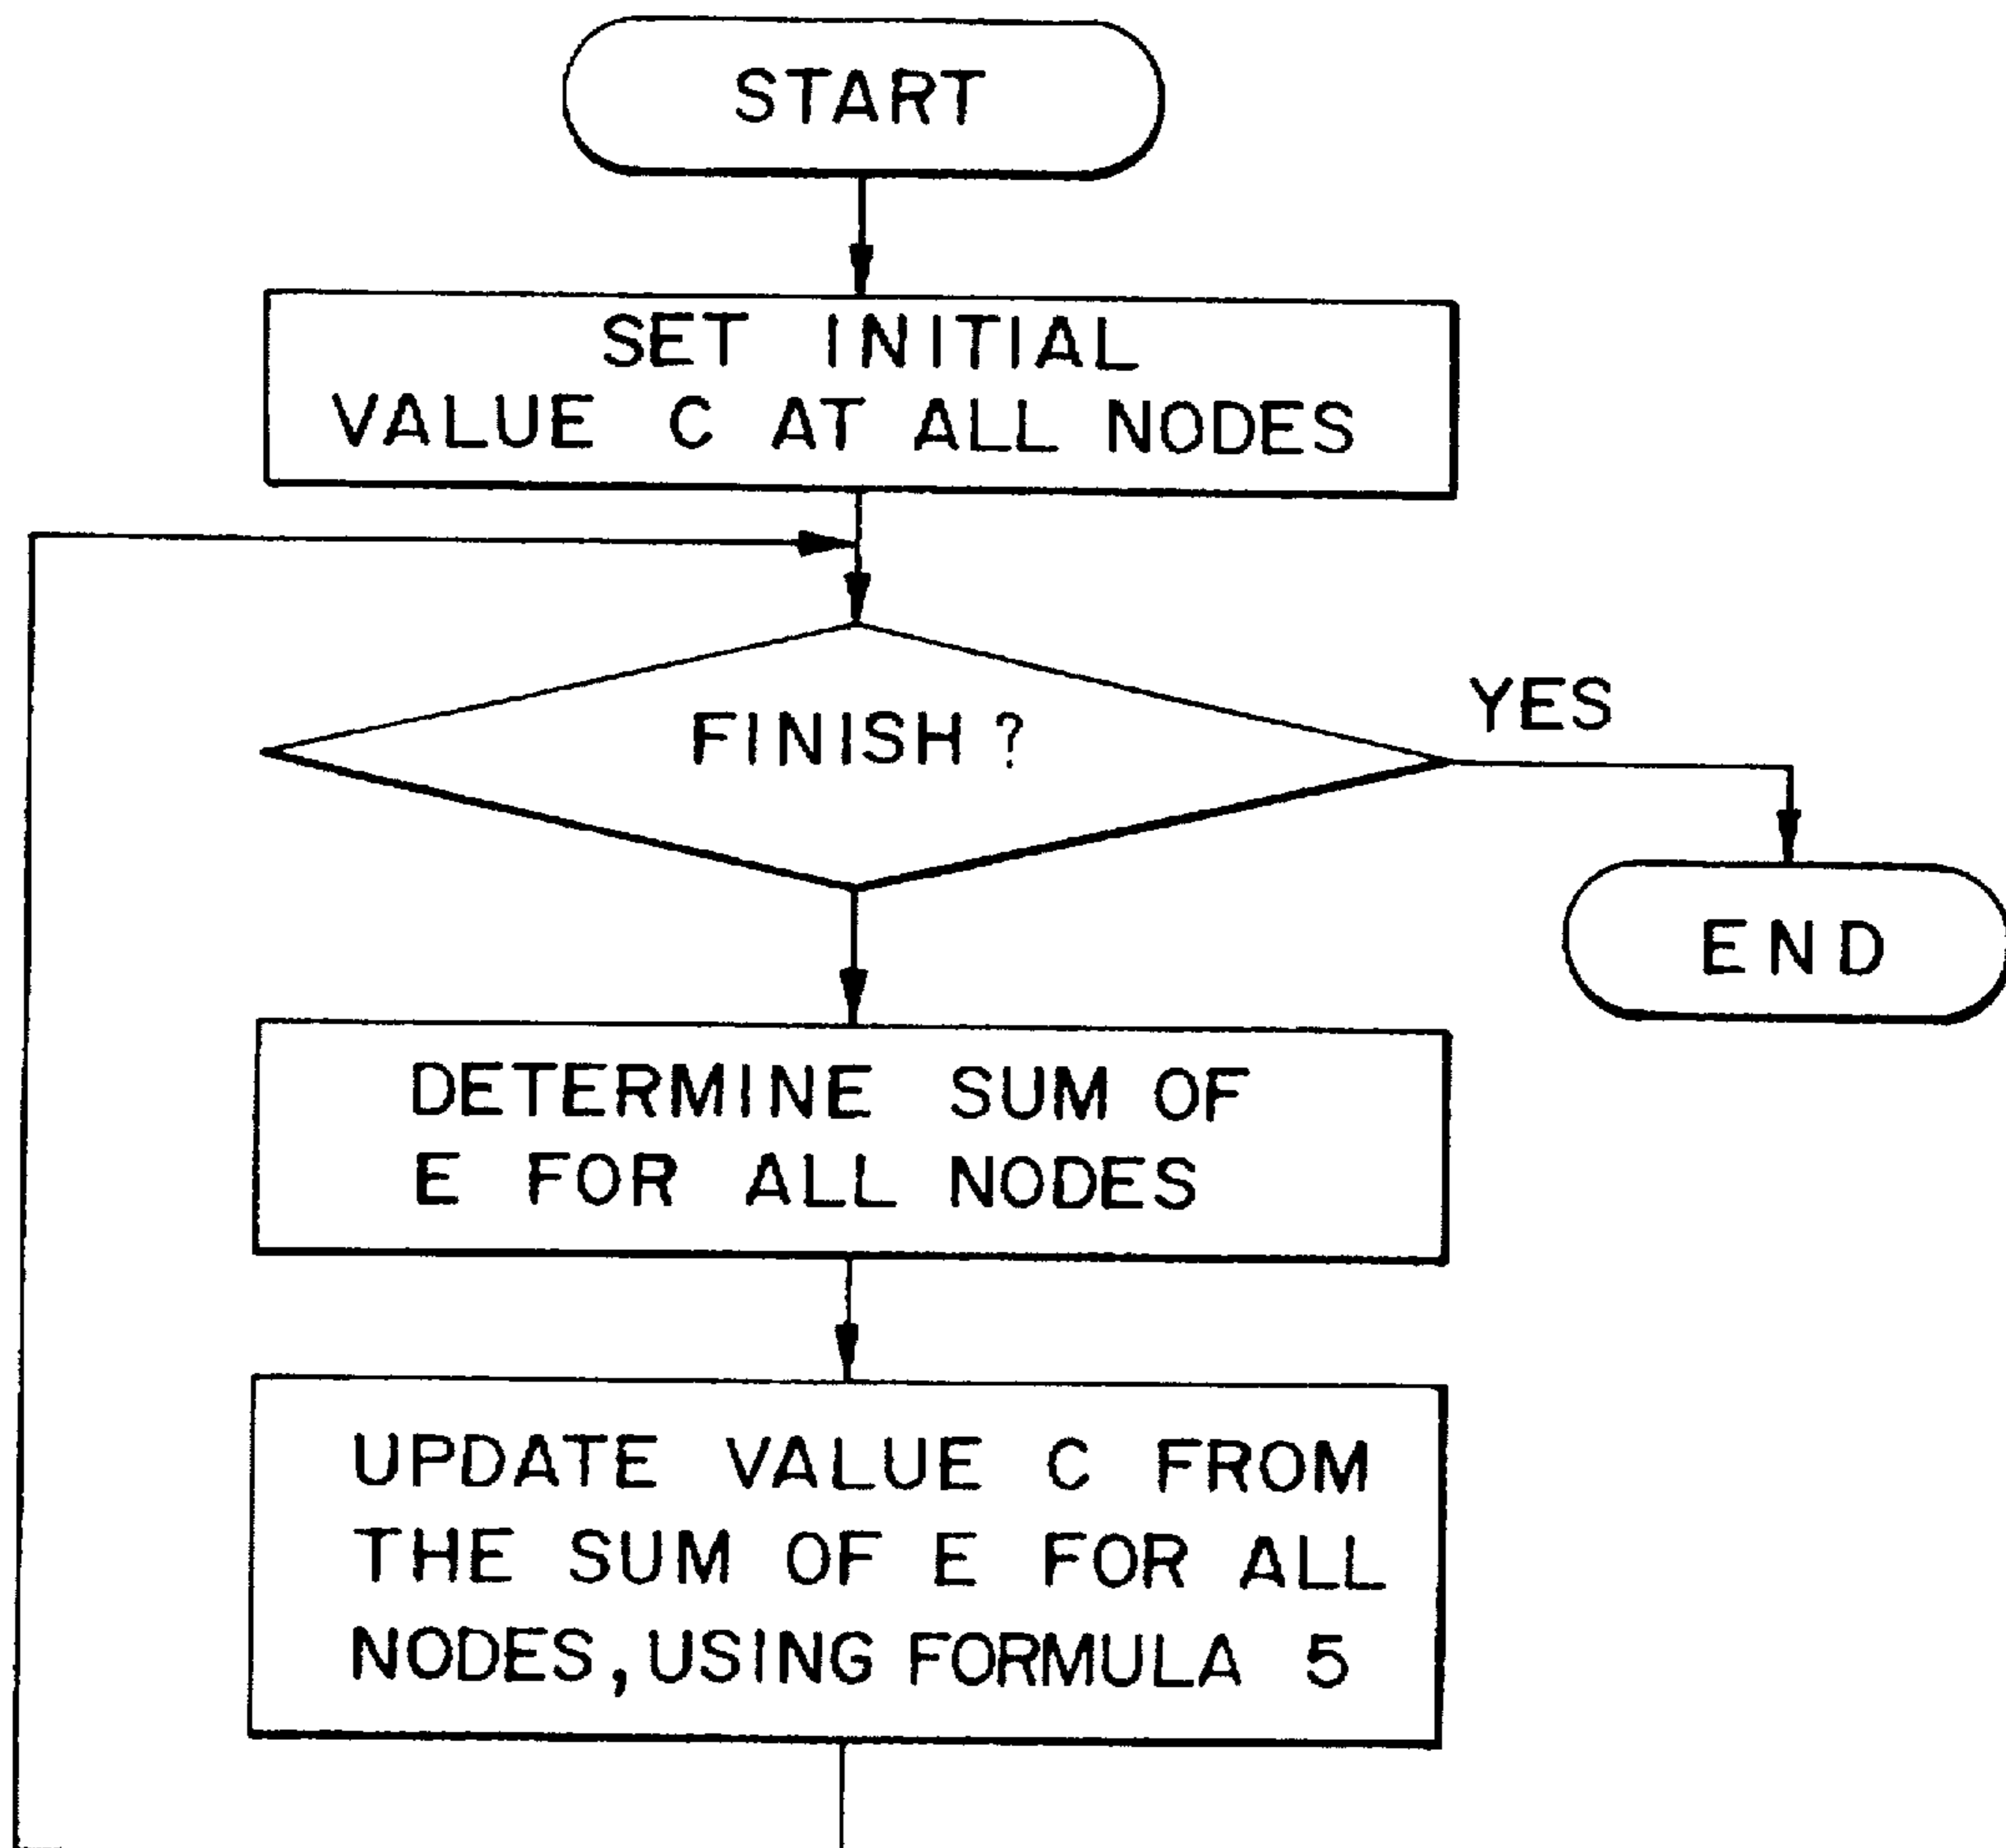 START
SET INITIAL
VALUE C AT ALL NODES
FINISH ?
YES
END
DETERMINE SUM OF
E FOR ALL NODES
UPDATE VALUE C FROM
THE SUM OF E FOR ALL
NODES, USING FORMULA 5